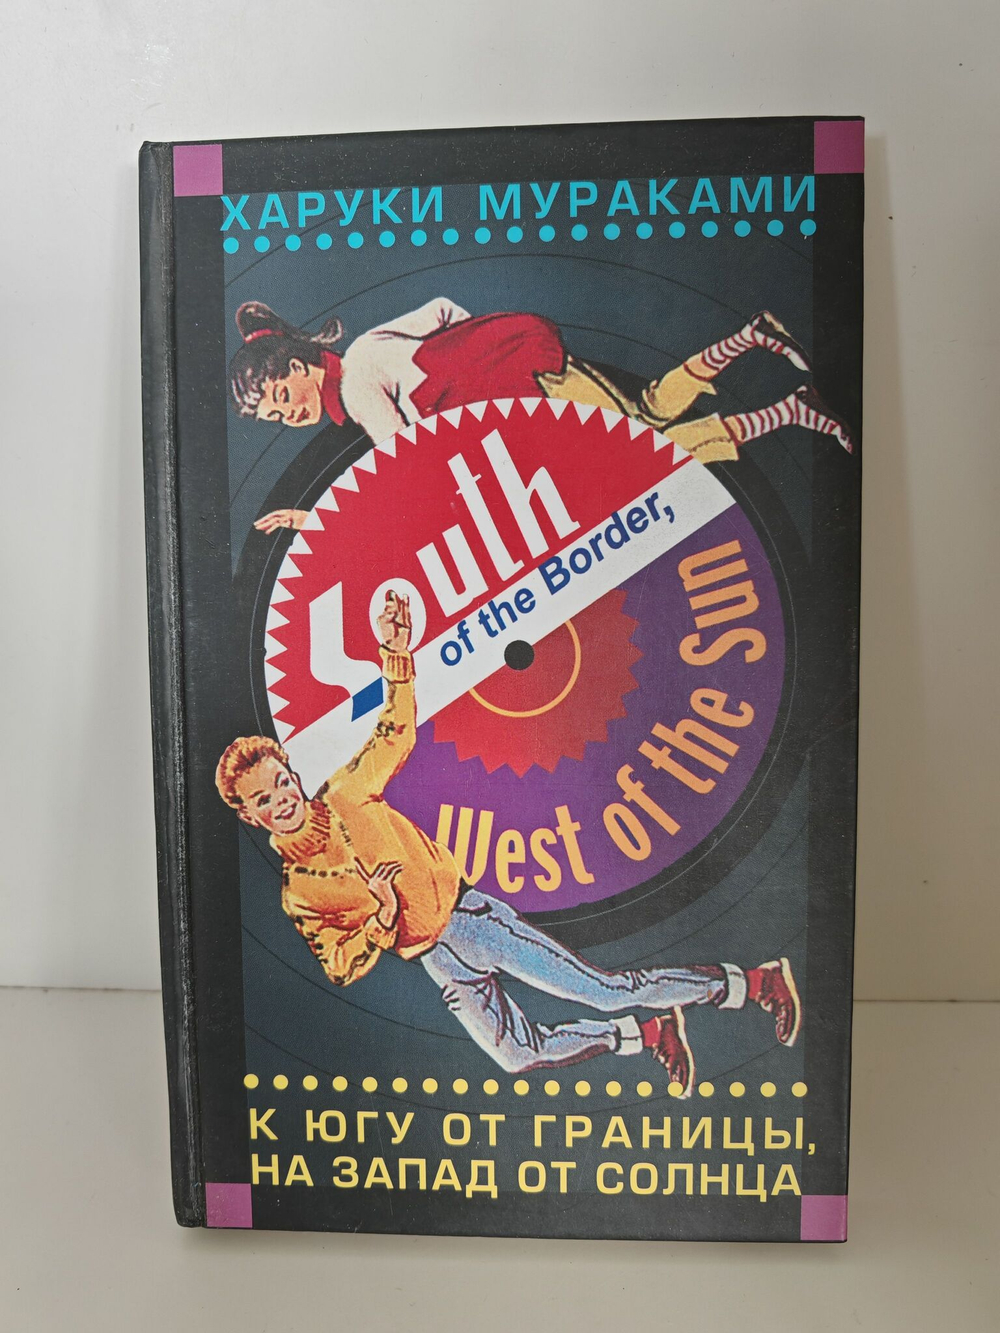 ХАРУКИ МУРАКАМИ
South
of the Border,
West of the Sun
К ЮГУ ОТ ГРАНИЦЫ,
НА ЗАПАД ОТ СОЛНЦА